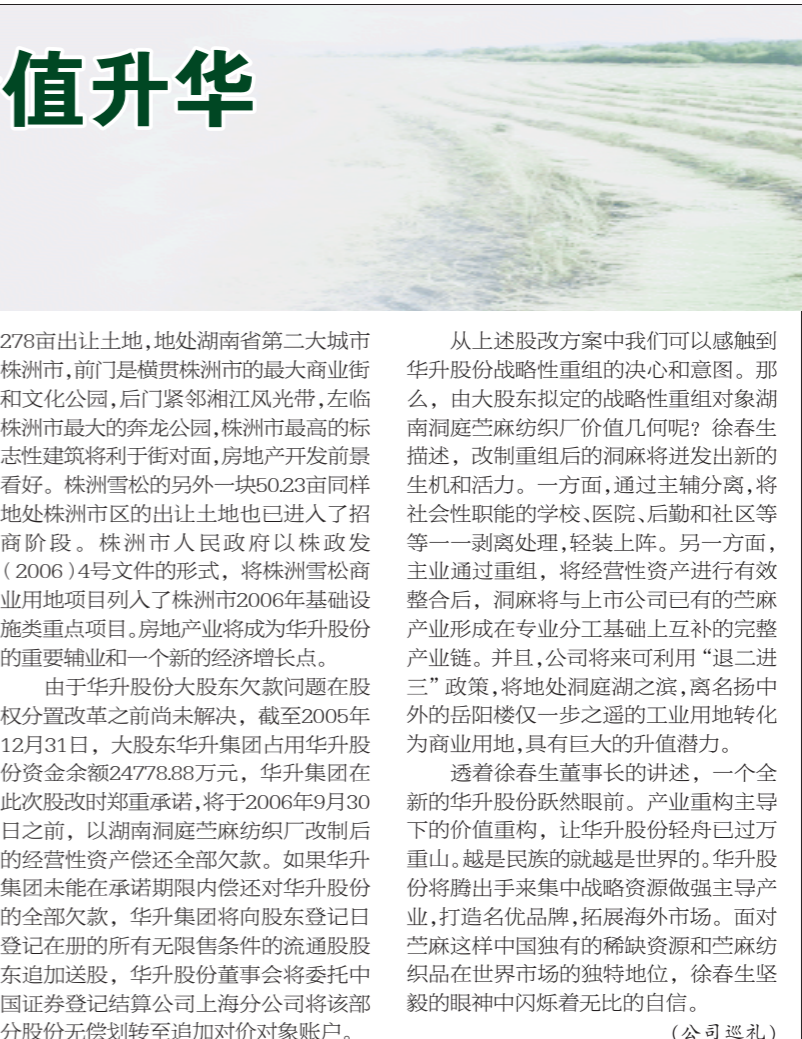 值升华
278亩出让土地,地处湖南省第二大城市
株洲市,前门是横贯株洲市的最大商业街
和文化公园,后门紧邻湘江风光带,左临
株洲市最大的奔龙公园,株洲市最高的标
志性建筑将利于街对面,房地产开发前景
看好。株洲雪松的另外一块50.23亩同样
地处株洲市区的出让土地也已进入了招
商阶段。株洲市人民政府以株政发
(2006)4号文件的形式，将株洲雪松商
业用地项目列入了株洲市2006年基础设
施类重点项目。房地产业将成为华升股份
的重要辅业和一个新的经济增长点。
由于华升股份大股东欠款问题在股
权分置改革之前尚未解决，截至2005年
12月31日，大股东华升集团占用华升股
份资金余额24778.88万元，华升集团在
此次股改时郑重承诺,将于2006年9月30
日之前，以湖南洞庭苎麻纺织厂改制后
的经营性资产偿还全部欠款。如果华升
集团未能在承诺期限内偿还对华升股份
的全部欠款，华升集团将向股东登记日
登记在册的所有无限售条件的流通股股
东追加送股，华升股份董事会将委托中
国证券登记结算公司上海分公司将该部
分股份无偿划转至追加对价对象账户。
从上述股改方案中我们可以感触到
华升股份战略性重组的决心和意图。那
么，由大股东拟定的战略性重组对象湖
南洞庭苎麻纺织厂价值几何呢？徐春生
描述，改制重组后的洞麻将迸发出新的
生机和活力。一方面,通过主辅分离,将
社会性职能的学校、医院、后勤和社区等
等一一剥离处理,轻装上阵。另一方面，
主业通过重组，将经营性资产进行有效
整合后，洞麻将与上市公司已有的苎麻
产业形成在专业分工基础上互补的完整
产业链。并且,公司将来可利用“退二进
三”政策,将地处洞庭湖之滨,离名扬中
外的岳阳楼仅一步之遥的工业用地转化
为商业用地,具有巨大的升值潜力。
透着徐春生董事长的讲述，一个全
新的华升股份跃然眼前。产业重构主导
下的价值重构，让华升股份轻舟已过万
重山。越是民族的就越是世界的。华升股
份将腾出手来集中战略资源做强主导产
业,打造名优品牌,拓展海外市场。面对
苎麻这样中国独有的稀缺资源和苎麻纺
织品在世界市场的独特地位，徐春生坚
毅的眼神中闪烁着无比的自信。
(公司巡礼)